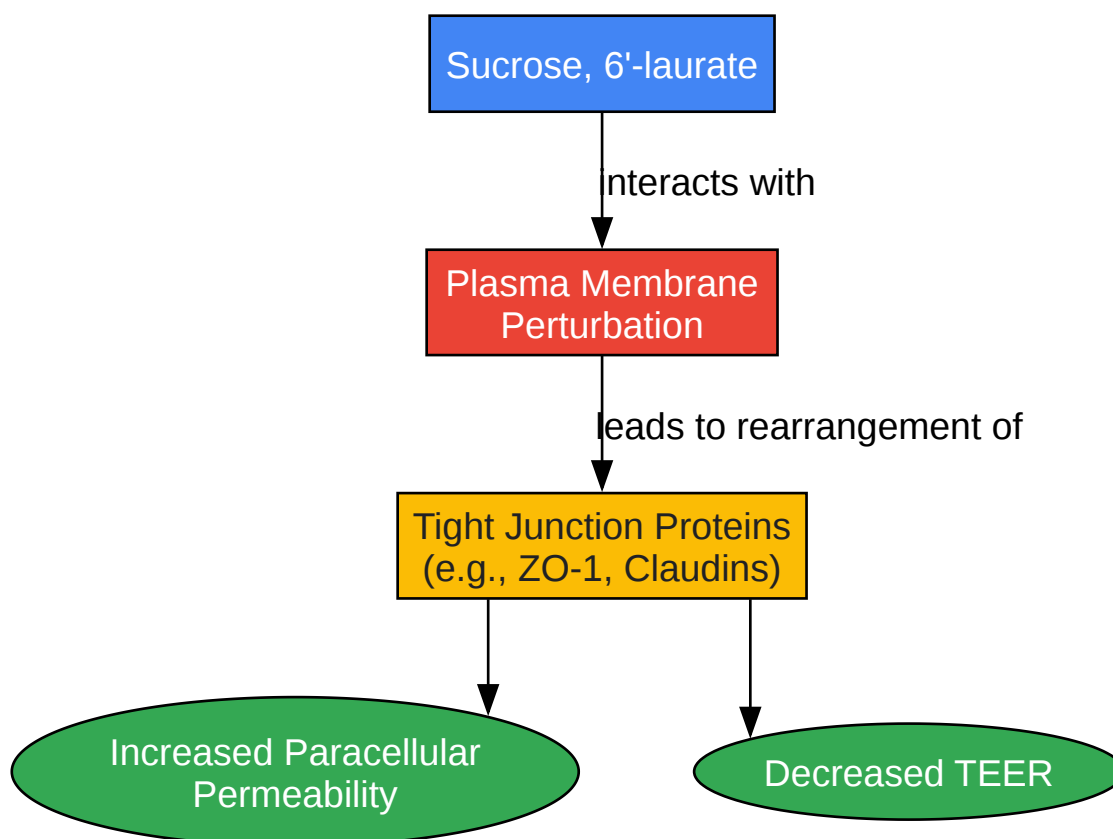 Sucrose, 6'-laurate
interacts with
Plasma Membrane
Perturbation
leads to rearrangement of
Tight Junction Proteins
(e.g., ZO-1, Claudins)
Increased Paracellular
Permeability
Decreased TEER